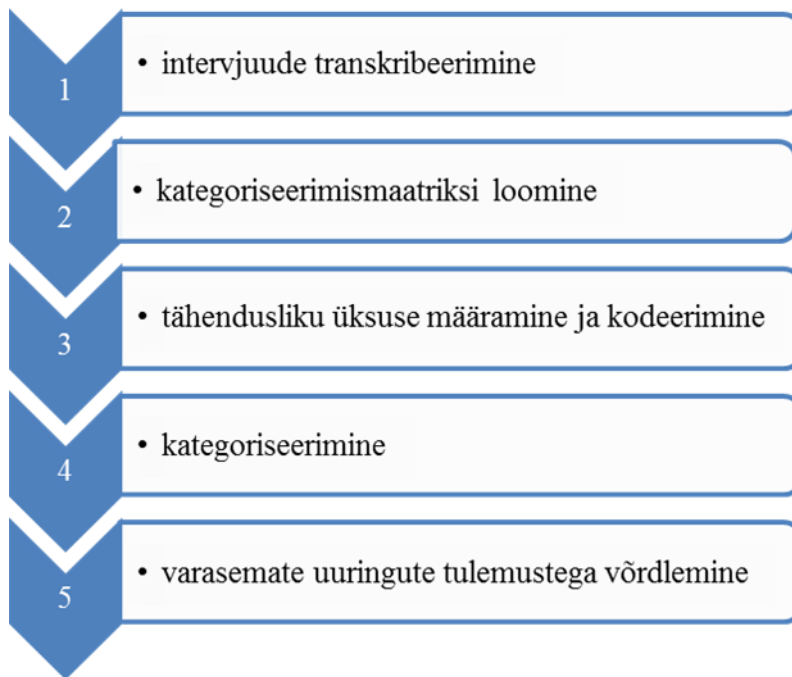 1
• intervjuude transkribeerimine
2
• kategoriseerimismaatriksi loomine
3
• tähendusliku üksuse määramine ja kodeerimine
4
• kategoriseerimine
5
• varasemate uuringute tulemustega võrdlemine